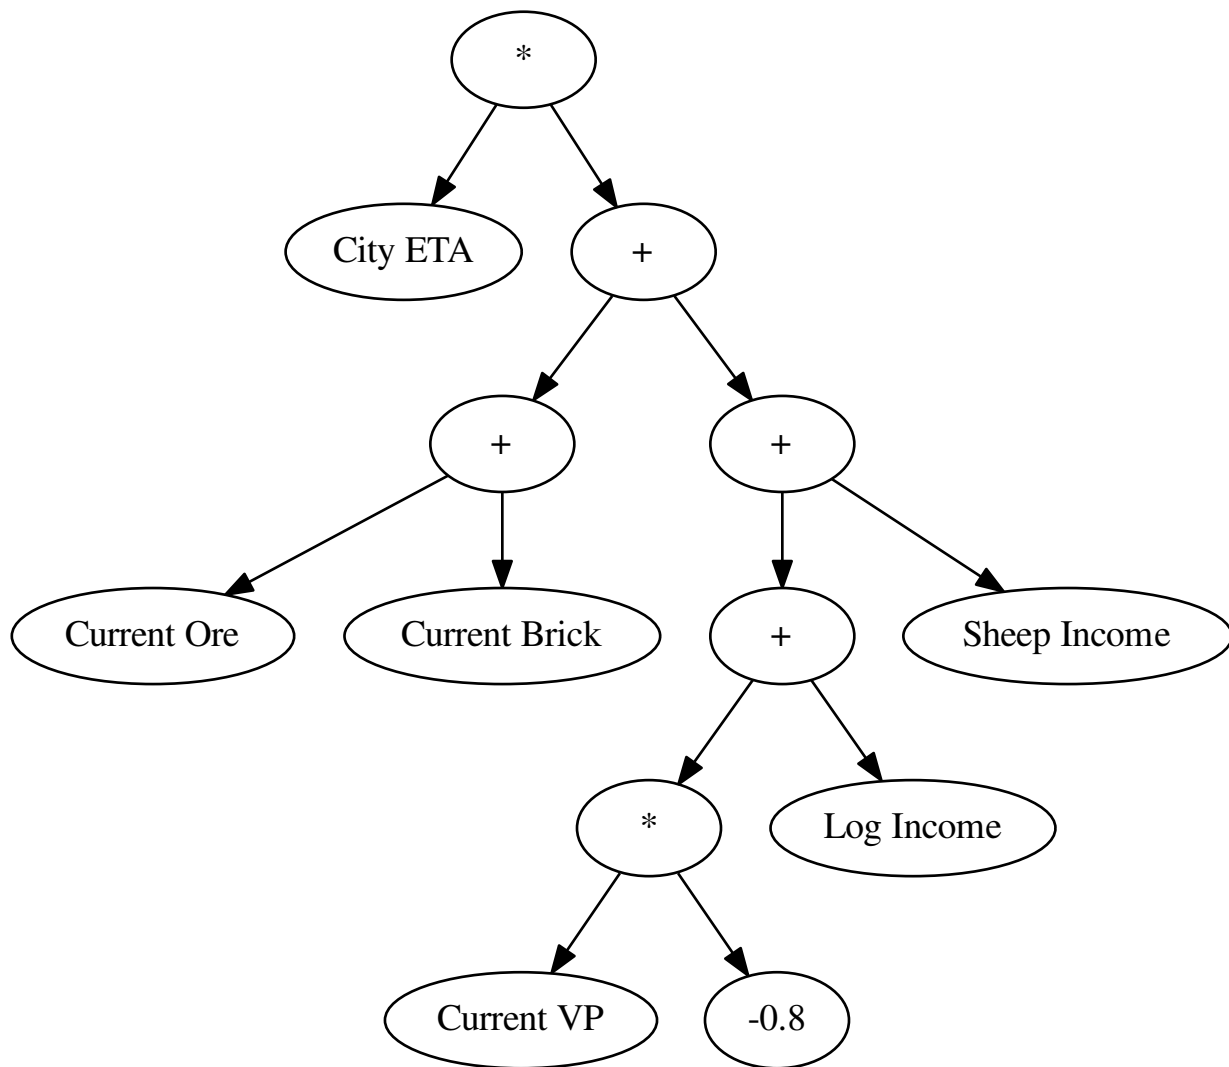 *
City ETA
+
+
+
Current Ore
Current Brick
+
Sheep Income
*
Log Income
Current VP
-0.8